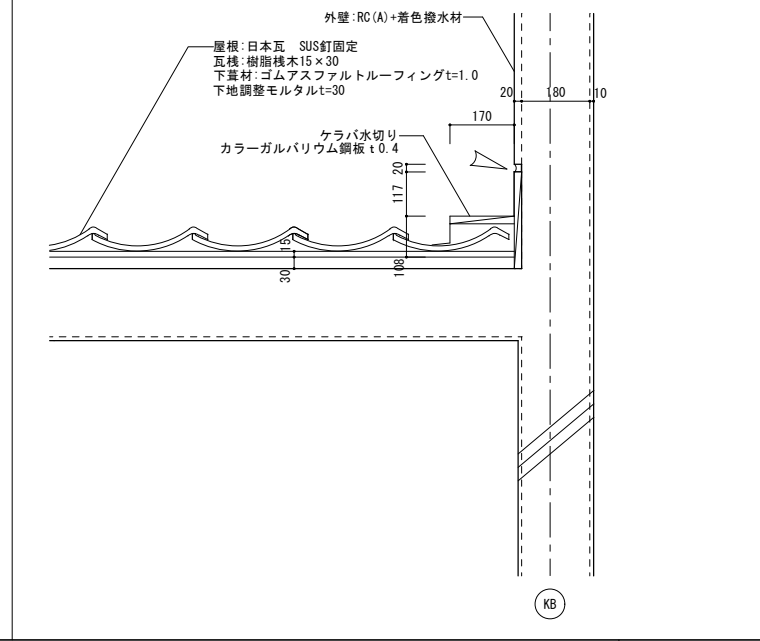 外壁:RC(A)+着色撥水材
屋根:日本瓦　SUS釘固定
瓦桟:樹脂桟木15×30
下葺材:ゴムアスファルトルーフィングt=1.0
下地調整モルタルt=30
20
180
10
170
ケラバ水切り
カラーガルバリウム鋼板 t 0.4
20
117
15
108
30
KB